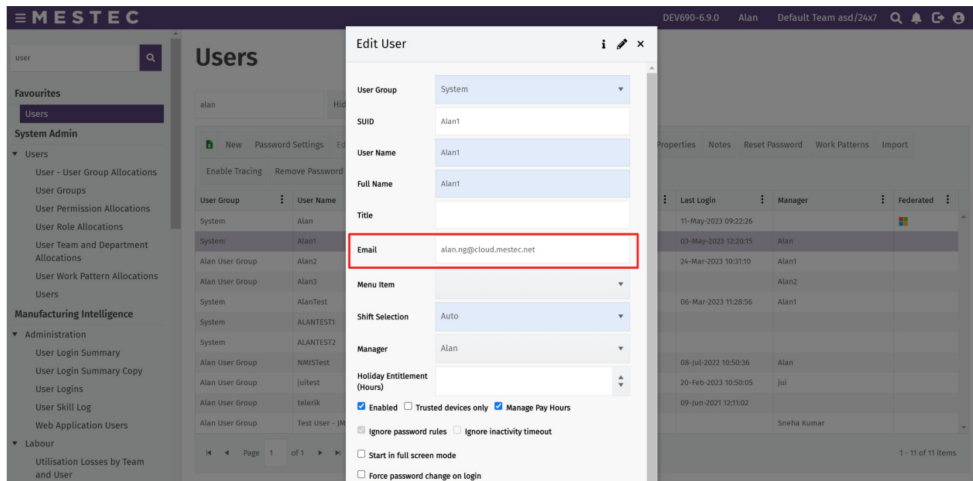 MESTEC
DEV690-6.9.0 Alan Default Team asd/24x7
user
Favourites
Users
System Admin
Users
User - User Group Allocations
User Groups
User Permission Allocations
User Role Allocations
User Team and Department
Allocations
User Work Pattern Allocations
Users
Manufacturing Intelligence
Administration
User Login Summary
User Login Summary Copy
User Logins
User Skill Log
Web Application Users
Labour
Utilisation Losses by Team
and User
Users
alan Hid
New Password Settings Ed
Properties Notes Reset Password Work Patterns Import
Enable Tracing Remove Password
User Group User Name Last Login Manager Federated
System Alan 11-May-2023 09:22:26
System Alan1 03-May-2023 12:20:15 Alan
Alan User Group Alan2 24-Mar-2023 10:31:10 Alan1
Alan User Group Alan3 Alan2
System AlanTest 06-Mar-2023 11:28:56 Alan1
System ALANTEST1
System ALANTEST2
Alan User Group NMISTest 08-Jul-2022 10:50:36 Alan
Alan User Group juitest 20-Feb-2023 10:50:05 jui
Alan User Group telerik 09-Jun-2021 12:11:02
Alan User Group Test User - JM Sneha Kumar
Page 1 of 1
1 - 11 of 11 items
Edit User
User Group System
SUID Alan1
User Name Alan1
Full Name Alan1
Title
Email alan.ng@cloud.mestec.net
Menu Item
Shift Selection Auto
Manager Alan
Holiday Entitlement
(Hours)
Enabled Trusted devices only Manage Pay Hours
Ignore password rules Ignore inactivity timeout
Start in full screen mode
Force password change on login